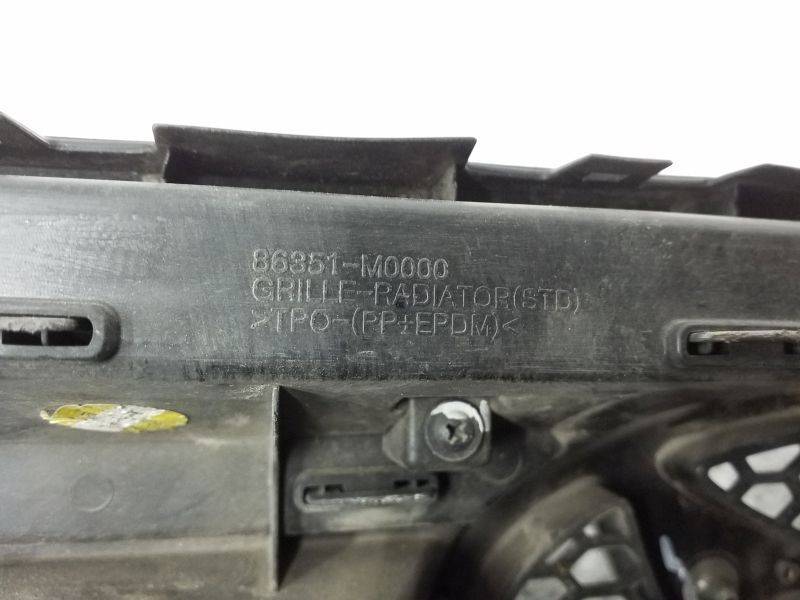 86351-M0000
GRILLE-RADIATOR(STD)
>TPO-(PP+EPDM)<